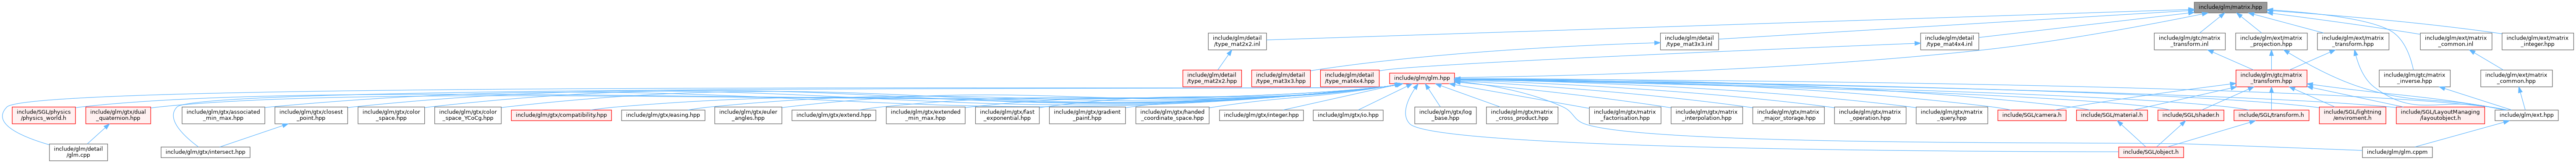 include/glm/matrix.hpp
include/glm/detail
/type_mat2x2.inl
include/glm/detail
/type_mat3x3.inl
include/glm/detail
/type_mat4x4.inl
include/glm/gtc/matrix
_transform.inl
include/glm/ext/matrix
_projection.hpp
include/glm/ext/matrix
_transform.hpp
include/glm/ext/matrix
_common.inl
include/glm/ext/matrix
_integer.hpp
include/glm/detail
/type_mat2x2.hpp
include/glm/detail
/type_mat3x3.hpp
include/glm/detail
/type_mat4x4.hpp
include/glm/glm.hpp
include/glm/gtc/matrix
_transform.hpp
include/glm/gtc/matrix
_inverse.hpp
include/glm/ext/matrix
_common.hpp
include/SGL/physics
/physics_world.h
include/glm/gtx/dual
_quaternion.hpp
include/glm/gtx/associated
_min_max.hpp
include/glm/gtx/closest
_point.hpp
include/glm/gtx/color
_space.hpp
include/glm/gtx/color
_space_YCoCg.hpp
include/glm/gtx/compatibility.hpp
include/glm/gtx/easing.hpp
include/glm/gtx/euler
_angles.hpp
include/glm/gtx/extend.hpp
include/glm/gtx/extended
_min_max.hpp
include/glm/gtx/fast
_exponential.hpp
include/glm/gtx/gradient
_paint.hpp
include/glm/gtx/handed
_coordinate_space.hpp
include/glm/gtx/integer.hpp
include/glm/gtx/io.hpp
include/glm/gtx/log
_base.hpp
include/glm/gtx/matrix
_cross_product.hpp
include/glm/gtx/matrix
_factorisation.hpp
include/glm/gtx/matrix
_interpolation.hpp
include/glm/gtx/matrix
_major_storage.hpp
include/glm/gtx/matrix
_operation.hpp
include/glm/gtx/matrix
_query.hpp
include/SGL/camera.h
include/SGL/material.h
include/SGL/shader.h
include/SGL/transform.h
include/SGL/lightning
/enviroment.h
include/SGL/LayoutManaging
/layoutobject.h
include/glm/ext.hpp
include/glm/detail
/glm.cpp
include/glm/gtx/intersect.hpp
include/SGL/object.h
include/glm/glm.cppm